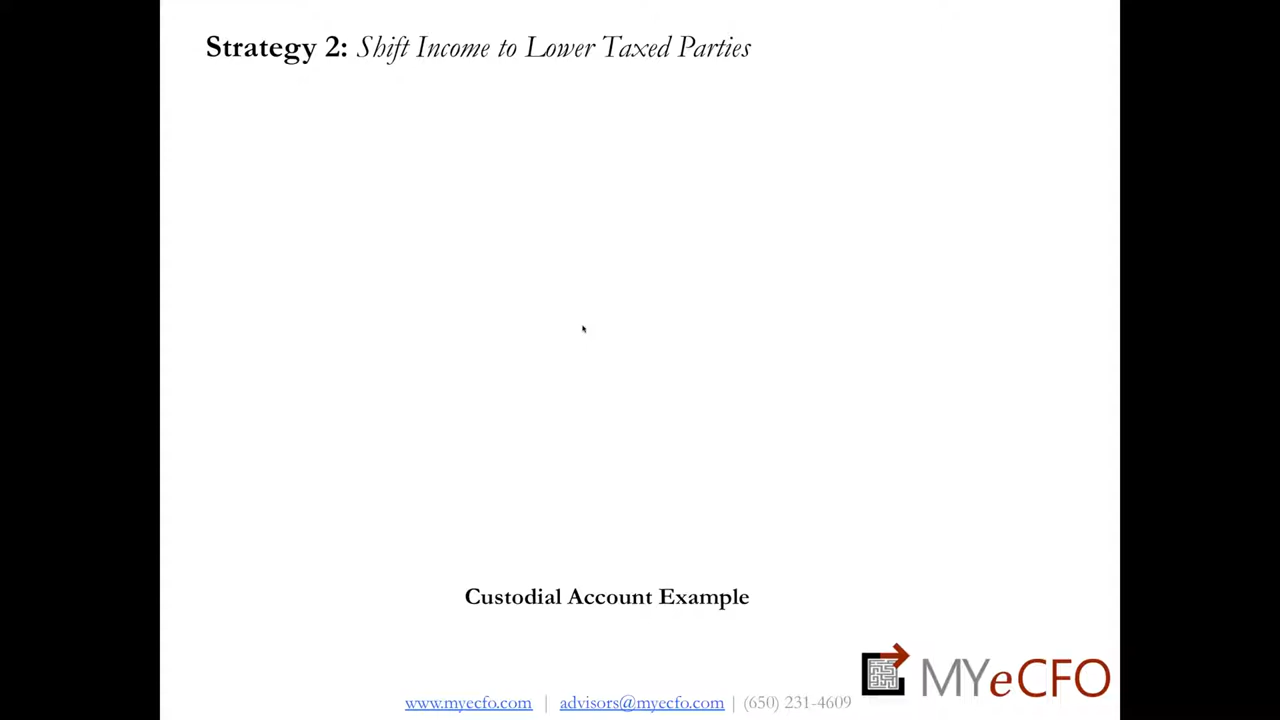 Strategy 2: Shift Income to Lower Taxed Parties
Custodial Account Example
MYeCFO
www.myecfo.com | advisors@myecfo.com | (650) 231-4609